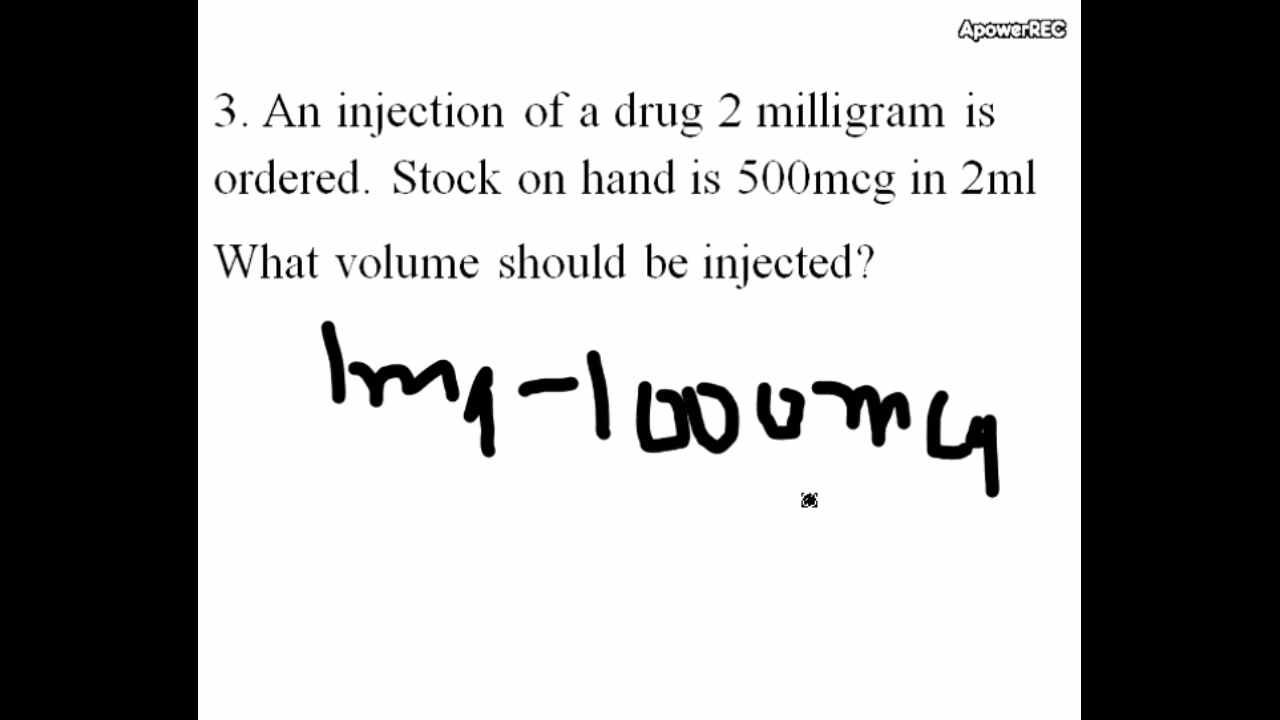 ApowerREC
3. An injection of a drug 2 milligram is
ordered. Stock on hand is 500mcg in 2ml
What volume should be injected?
1mg - 1000mcg